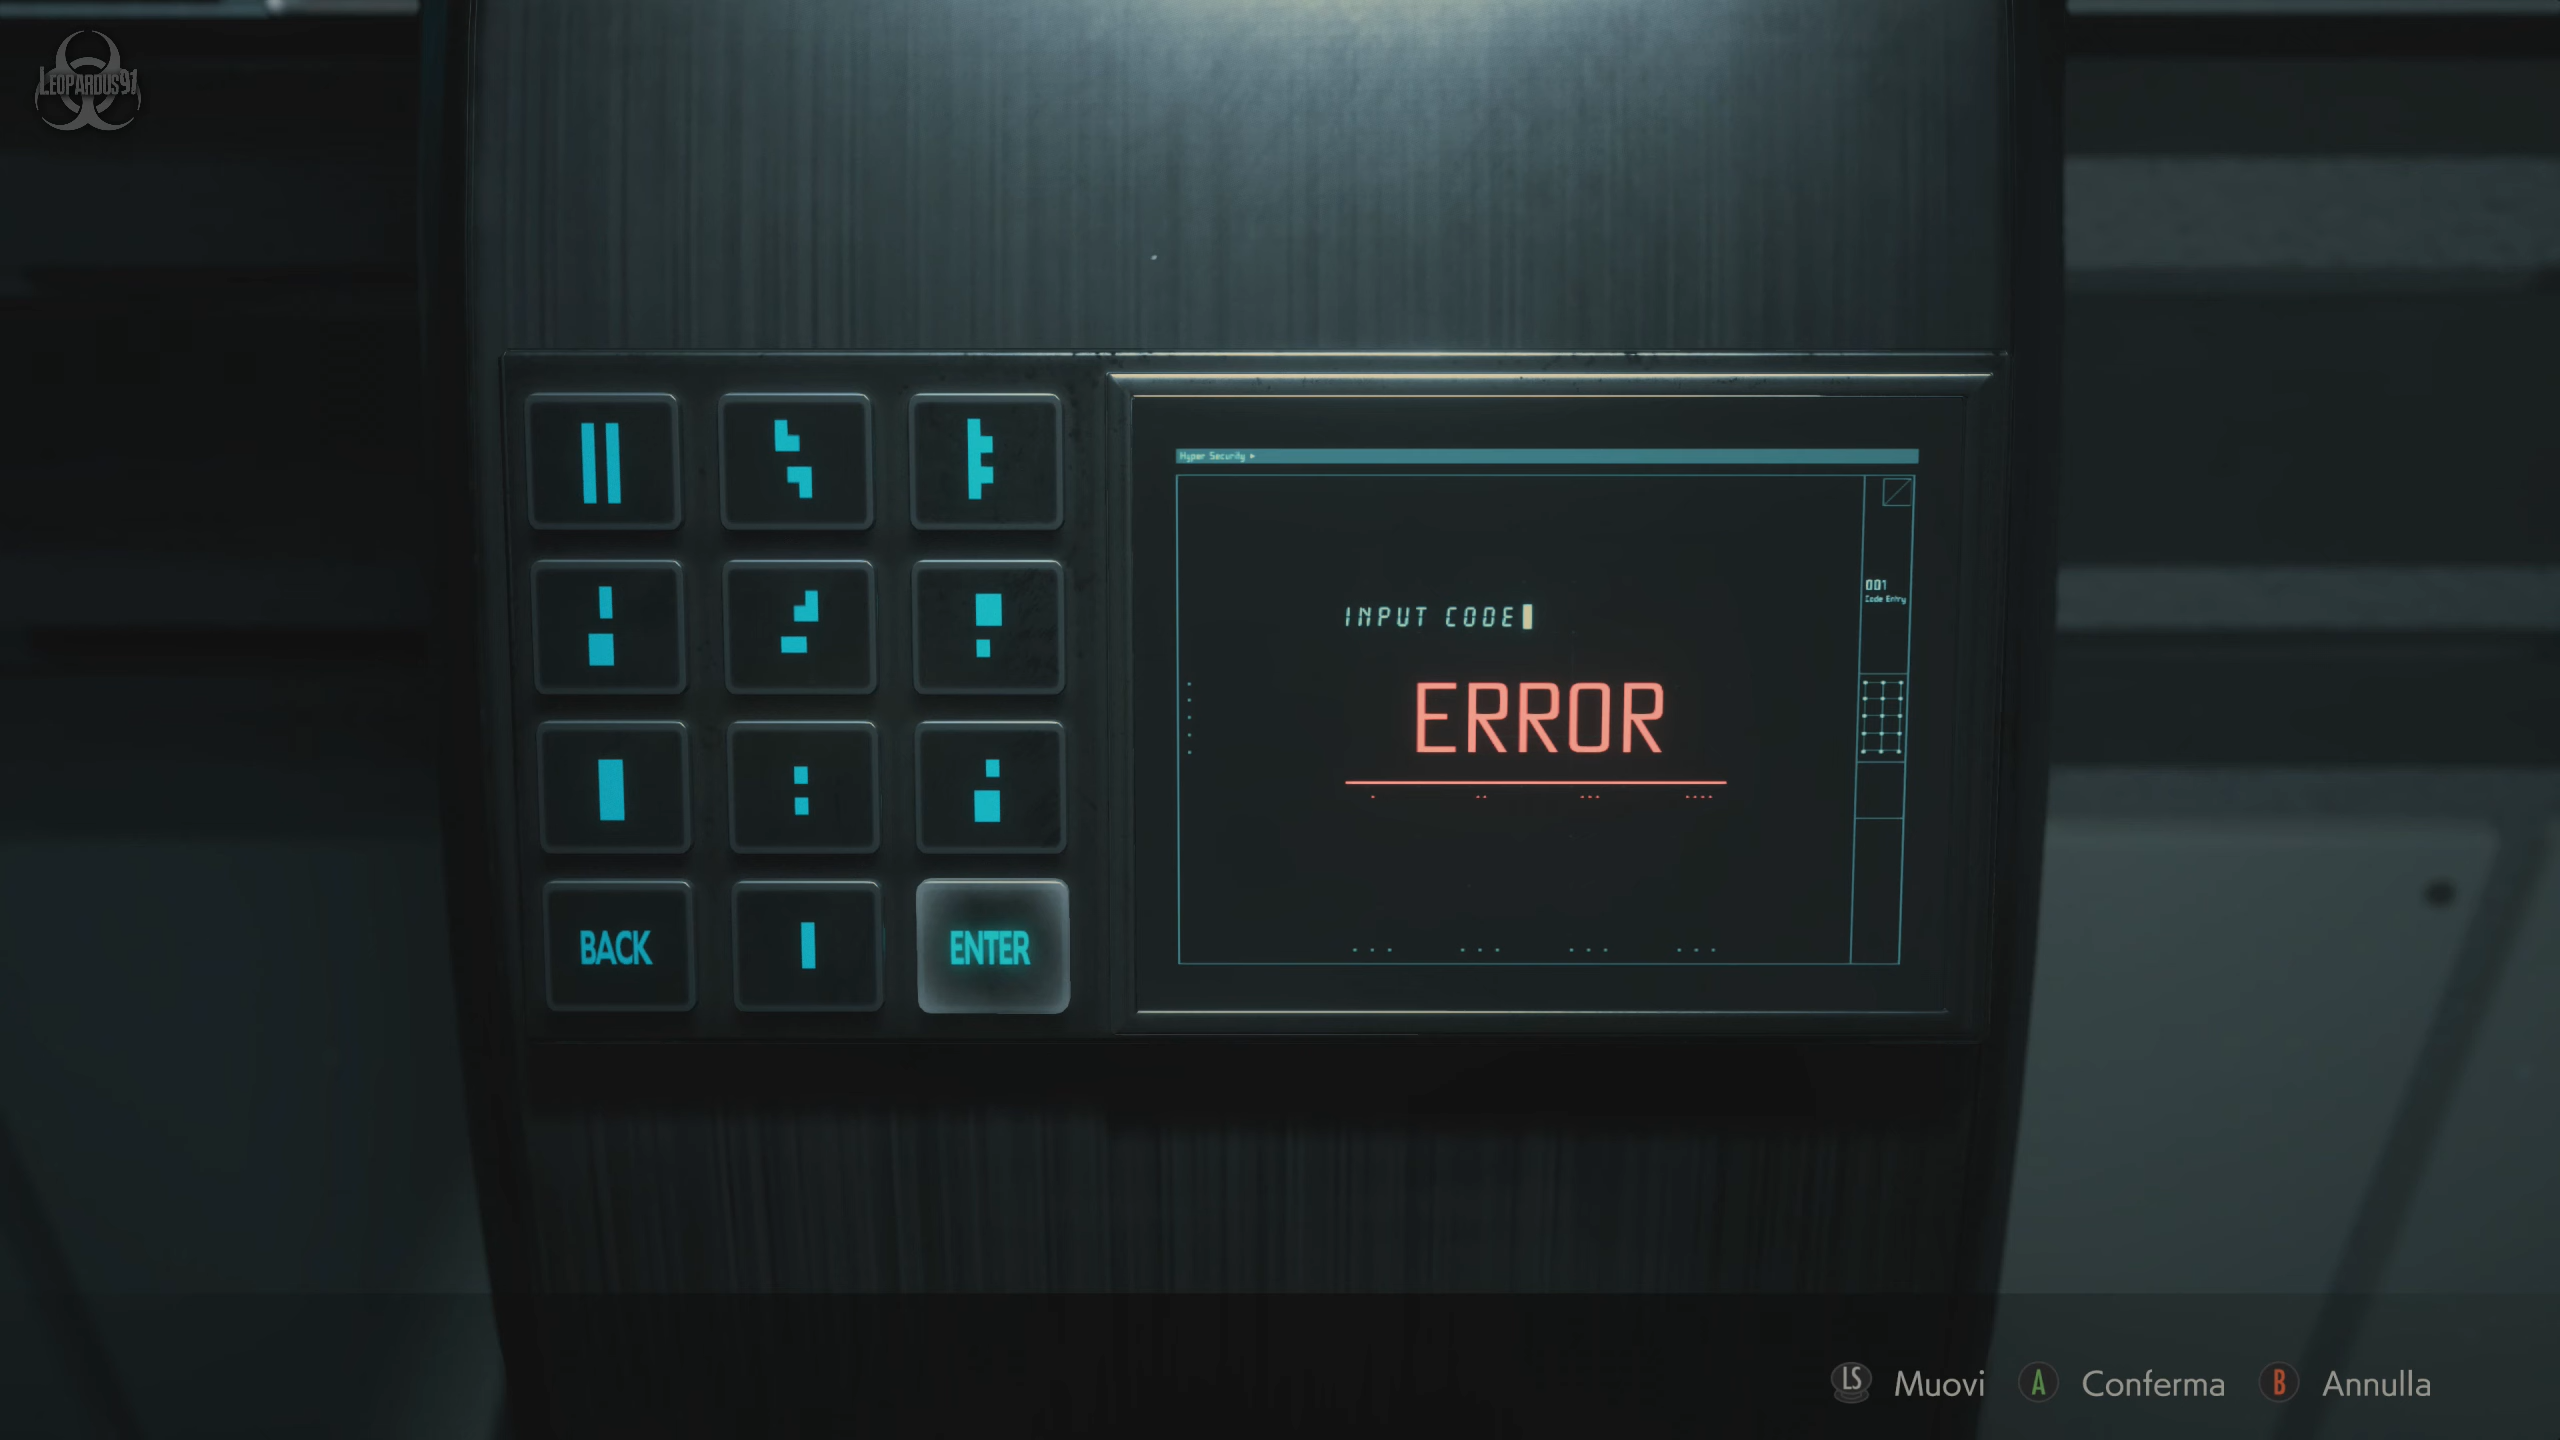 LEOPARDUS91
Hyper Security
INPUT CODE
ERROR
001
Code Entry
BACK
ENTER
LS Muovi A Conferma B Annulla